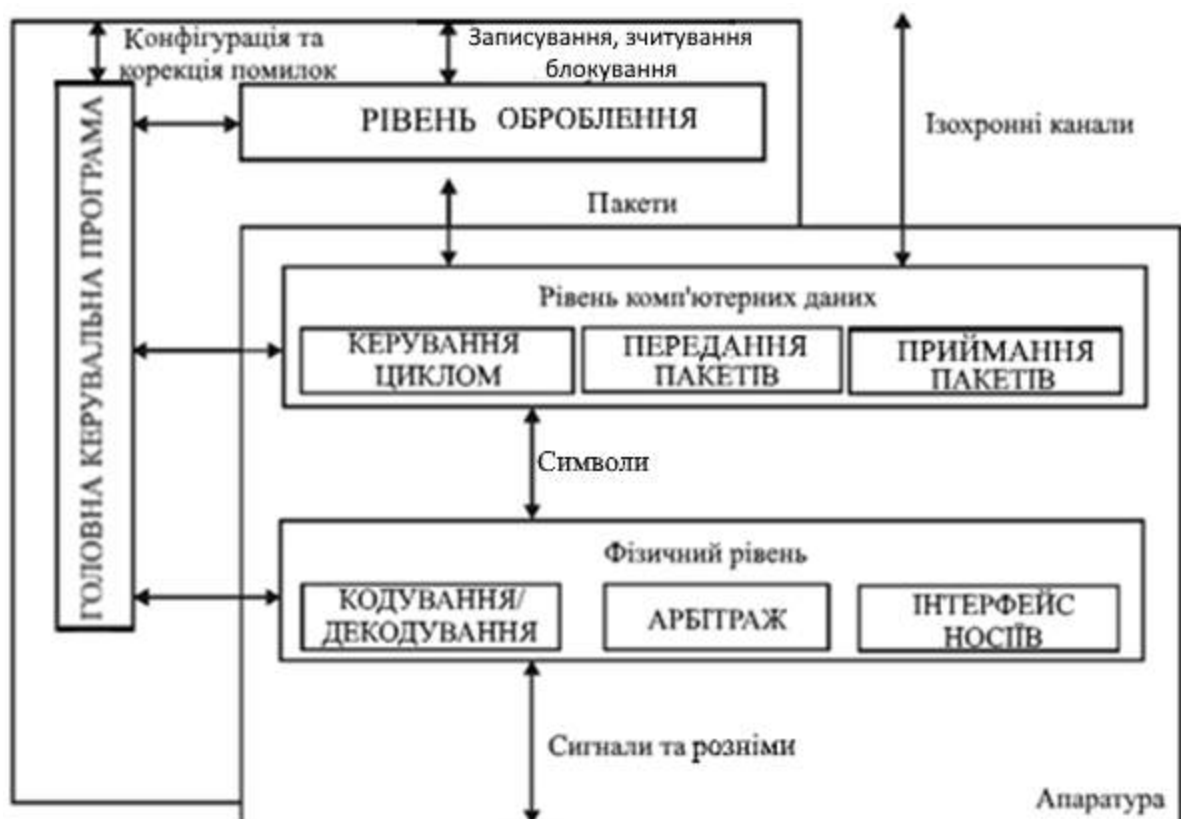 Конфігурація та
корекція помилок
Записування, зчитування
блокування
ГОЛОВНА КЕРУВАЛЬНА ПРОГРАМА
РІВЕНЬ ОБРОБЛЕННЯ
Ізохронні канали
Пакети
Рівень комп'ютерних даних
КЕРУВАННЯ
ЦИКЛОМ
ПЕРЕДАННЯ
ПАКЕТІВ
ПРИЙМАННЯ
ПАКЕТІВ
Символи
Фізичний рівень
КОДУВАННЯ/
ДЕКОДУВАННЯ
АРБІТРАЖ
ІНТЕРФЕЙС
НОСІЇВ
Сигнали та розніми
Апаратура